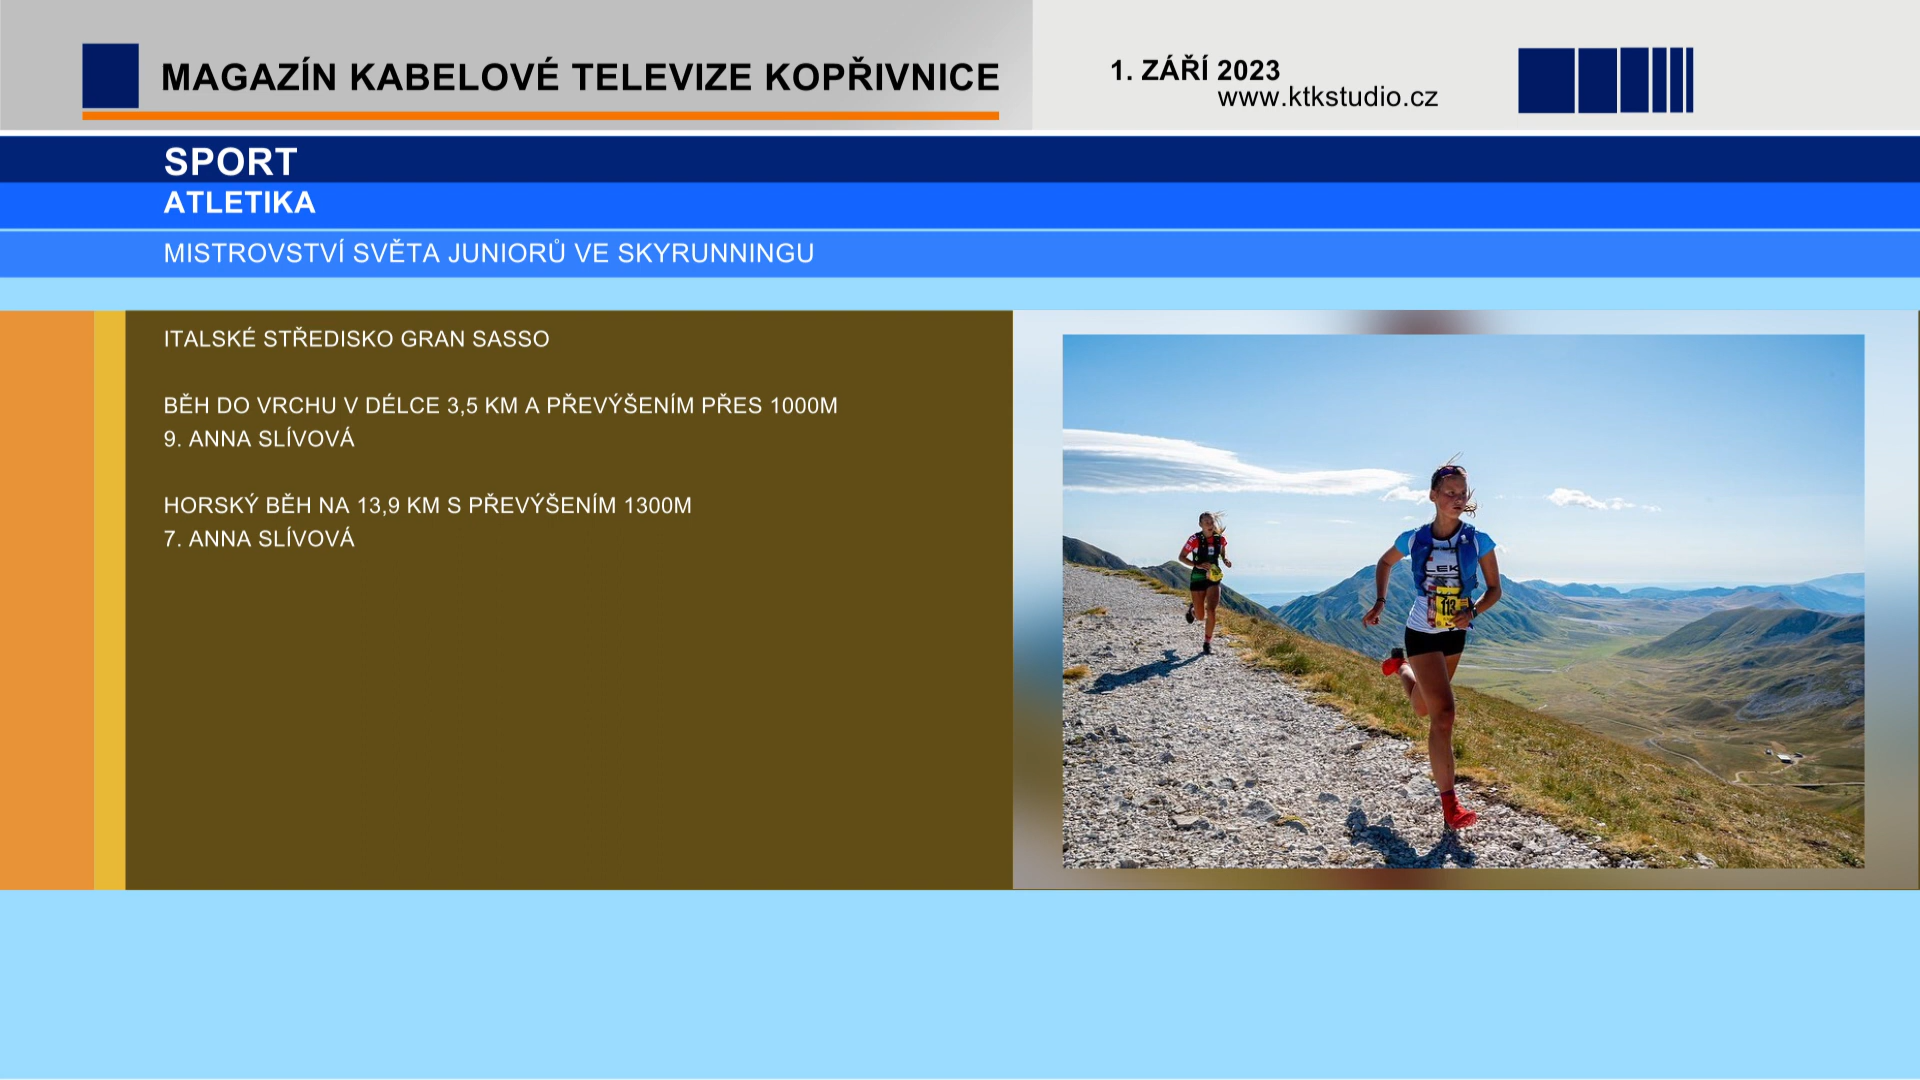 MAGAZÍN KABELOVÉ TELEVIZE KOPŘIVNICE
1. ZÁŘÍ 2023
www.ktkstudio.cz
SPORT
ATLETIKA
MISTROVSTVÍ SVĚTA JUNIORŮ VE SKYRUNNINGU
ITALSKÉ STŘEDISKO GRAN SASSO
BĚH DO VRCHU V DÉLCE 3,5 KM A PŘEVÝŠENÍM PŘES 1000M
9. ANNA SLÍVOVÁ
HORSKÝ BĚH NA 13,9 KM S PŘEVÝŠENÍM 1300M
7. ANNA SLÍVOVÁ
LEK
113